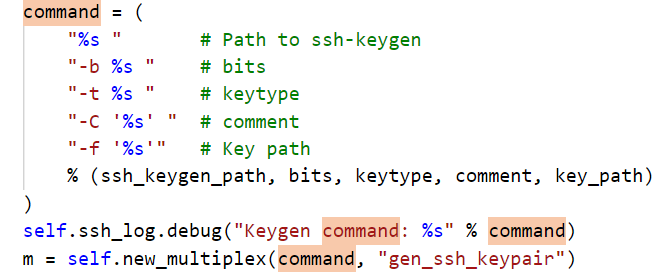 command = (
    "%s "        # Path to ssh-keygen
    "-b %s "     # bits
    "-t %s "     # keytype
    "-C '%s' "   # comment
    "-f '%s'"    # Key path
    % (ssh_keygen_path, bits, keytype, comment, key_path)
)
self.ssh_log.debug("Keygen command: %s" % command)
m = self.new_multiplex(command, "gen_ssh_keypair")